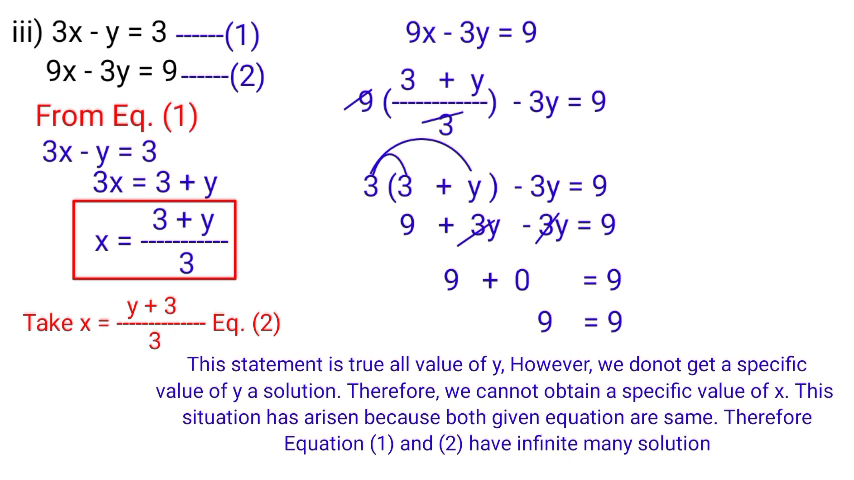 iii) 3x - y = 3 ------(1)
9x - 3y = 9------(2)
From Eq. (1)
3x - y = 3
3x = 3 + y
x = 3 + y
-----------
3
Take x = y + 3
-------------- Eq. (2)
3
9x - 3y = 9
9 ( 3 + y
------------) - 3y = 9
3
3 (3 + y ) - 3y = 9
9 + 3y - 3y = 9
9 + 0 = 9
9 = 9
This statement is true all value of y, However, we donot get a specific
value of y a solution. Therefore, we cannot obtain a specific value of x. This
situation has arisen because both given equation are same. Therefore
Equation (1) and (2) have infinite many solution